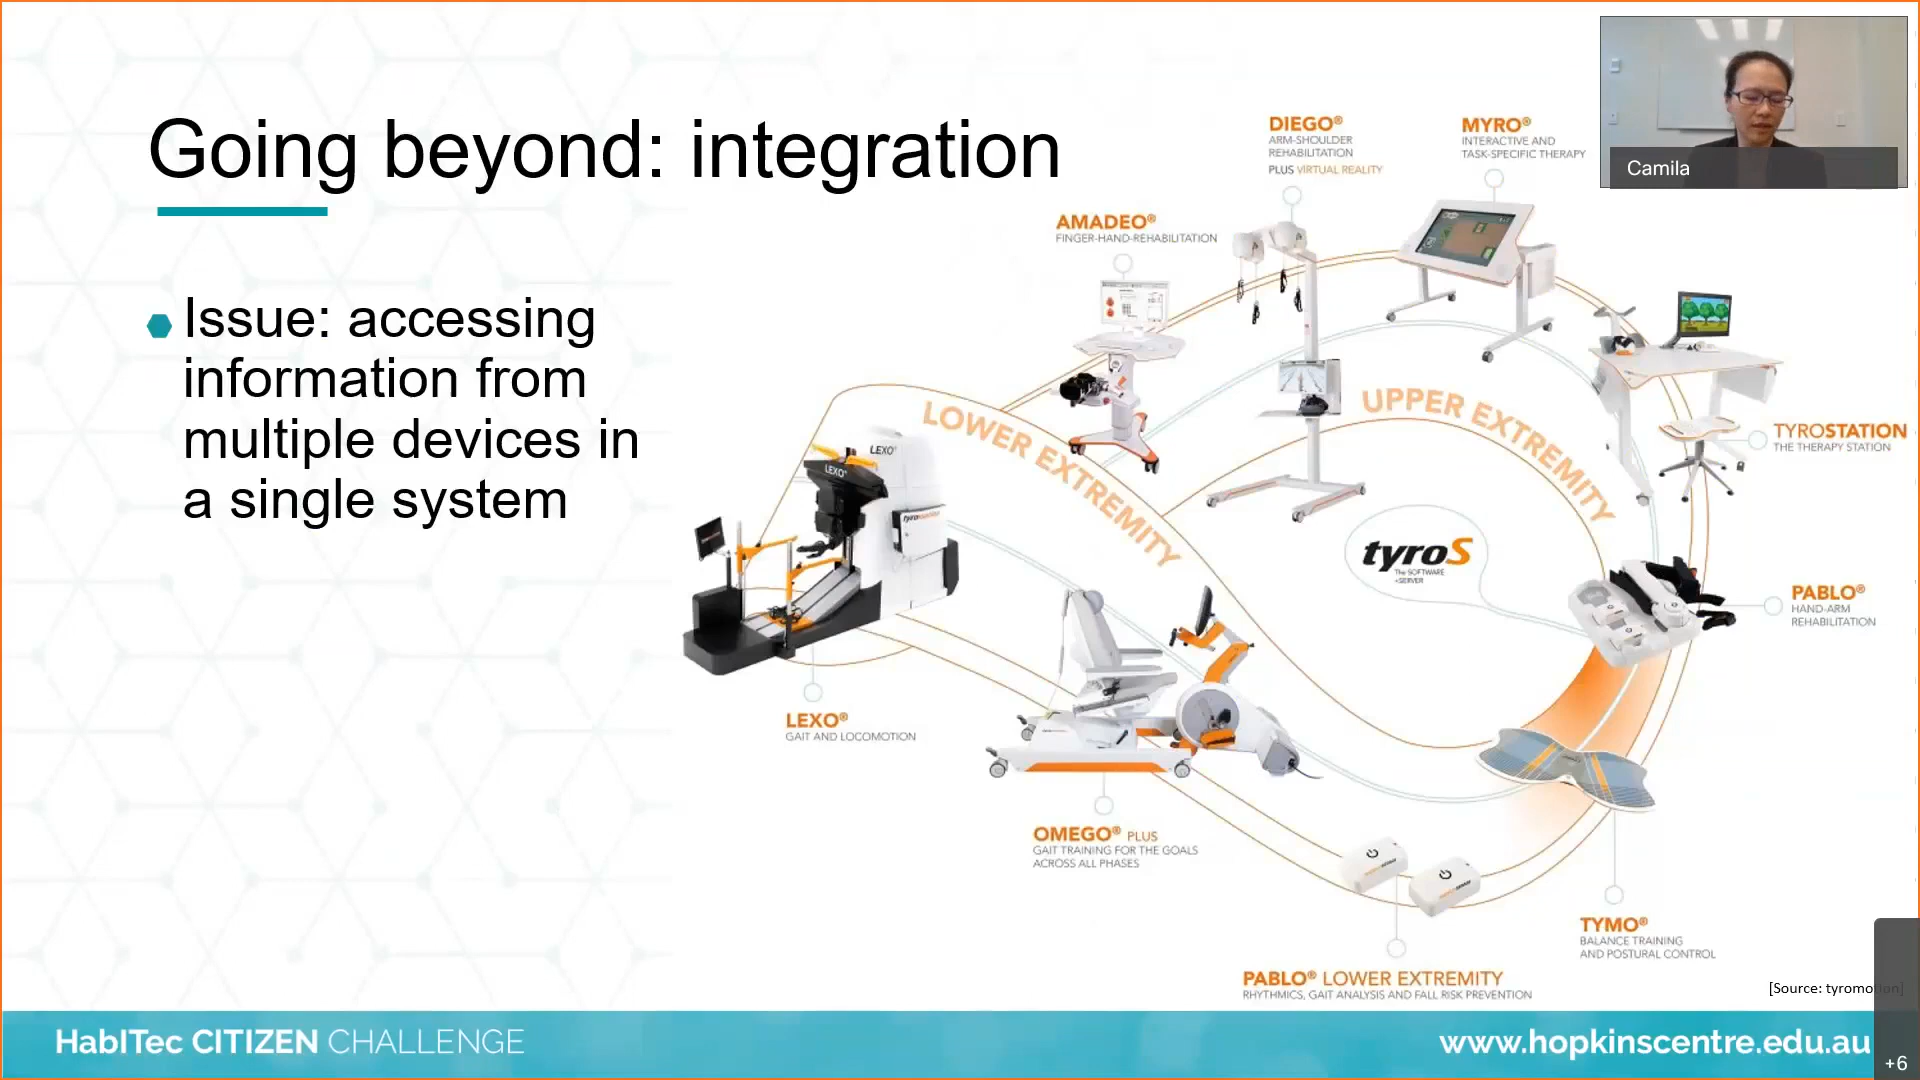 Going beyond: integration
Issue: accessing
information from
multiple devices in
a single system
DIEGO®
ARM-SHOULDER
REHABILITATION
PLUS VIRTUAL REALITY
MYRO®
INTERACTIVE AND
TASK-SPECIFIC THERAPY
Camila
AMADEO®
FINGER-HAND-REHABILITATION
LOWER EXTREMITY
UPPER EXTREMITY
TYROSTATION
THE THERAPY STATION
LEXO®
LEXO®
tyroS
The SOFTWARE
+SERVER
PABLO®
HAND-ARM
REHABILITATION
LEXO®
GAIT AND LOCOMOTION
OMEGO® PLUS
GAIT TRAINING FOR THE GOALS
ACROSS ALL PHASES
TYMO®
BALANCE TRAINING
AND POSTURAL CONTROL
PABLO® LOWER EXTREMITY
RHYTHMICS, GAIT ANALYSIS AND FALL RISK PREVENTION
[Source: tyromotion]
HabITec CITIZEN CHALLENGE
www.hopkinscentre.edu.au
+6